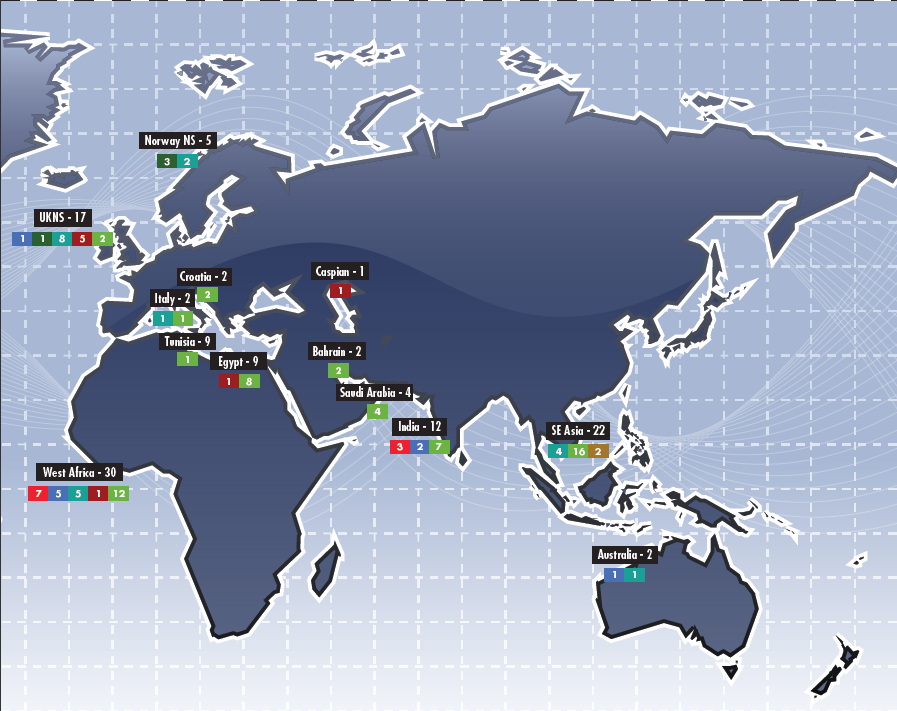 Norway NS - 5
3 2
UKNS - 17
1 1 8 5 2
Croatia - 2
2
Caspian - 1
1
Italy - 2
1 1
Tunisia - 9
1
Egypt - 9
1 8
Bahrain - 2
2
Saudi Arabia - 4
4
India - 12
3 2 7
SE Asia - 22
4 16 2
West Africa - 30
7 5 5 1 12
Australia - 2
1 1